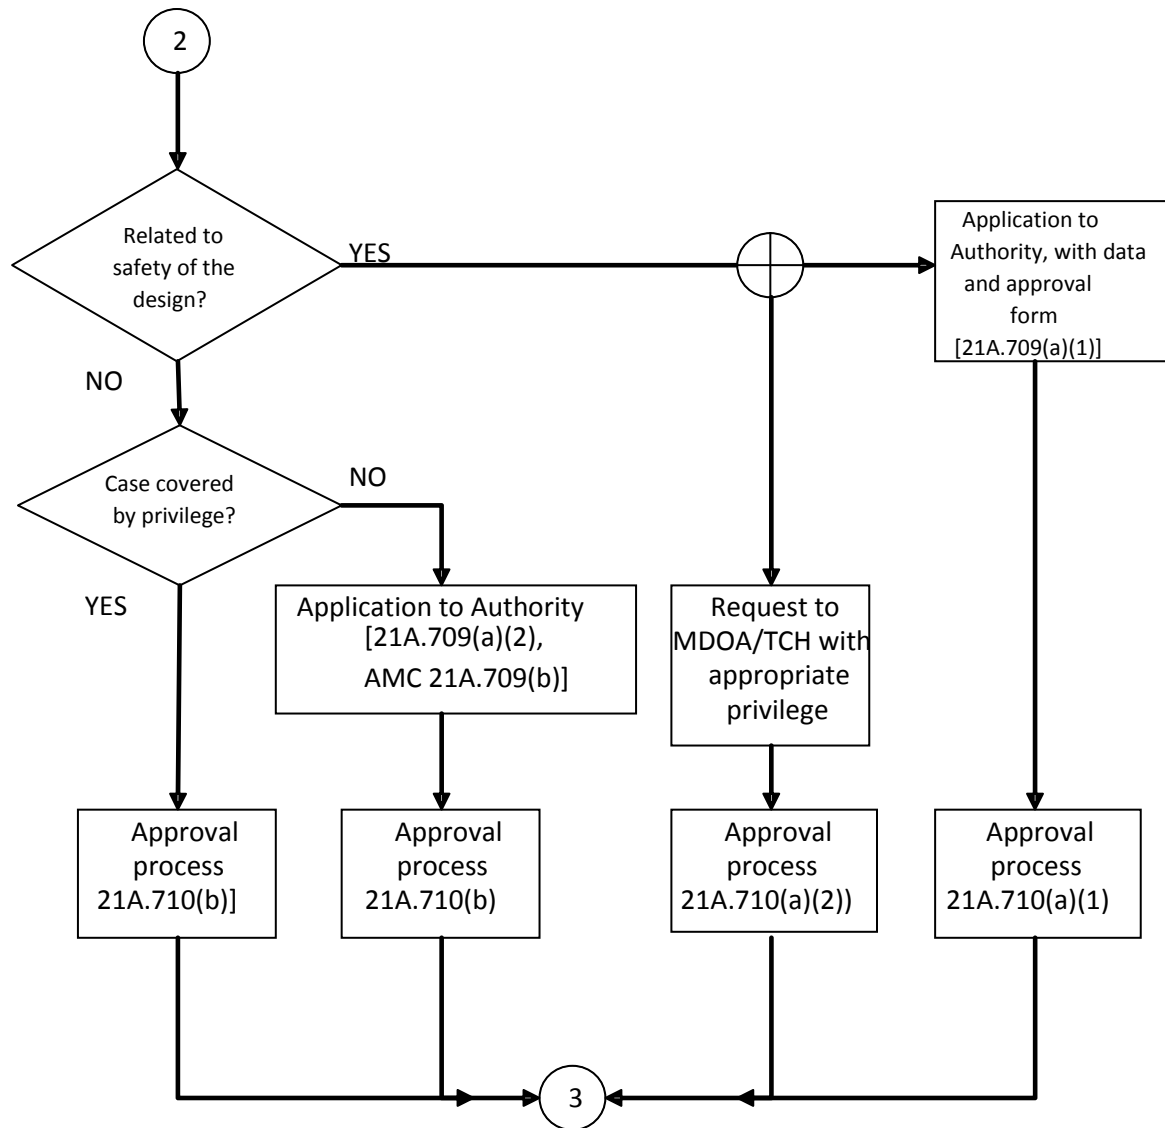 2
Related to
safety of the
design?
YES
Application to
Authority, with data
and approval
form
[21A.709(a)(1)]
NO
Case covered
by privilege?
NO
YES
Application to Authority
[21A.709(a)(2),
AMC 21A.709(b)]
Request to
MDOA/TCH with
appropriate
privilege
Approval
process
21A.710(b)]
Approval
process
21A.710(b)
Approval
process
21A.710(a)(2))
Approval
process
21A.710(a)(1)
3